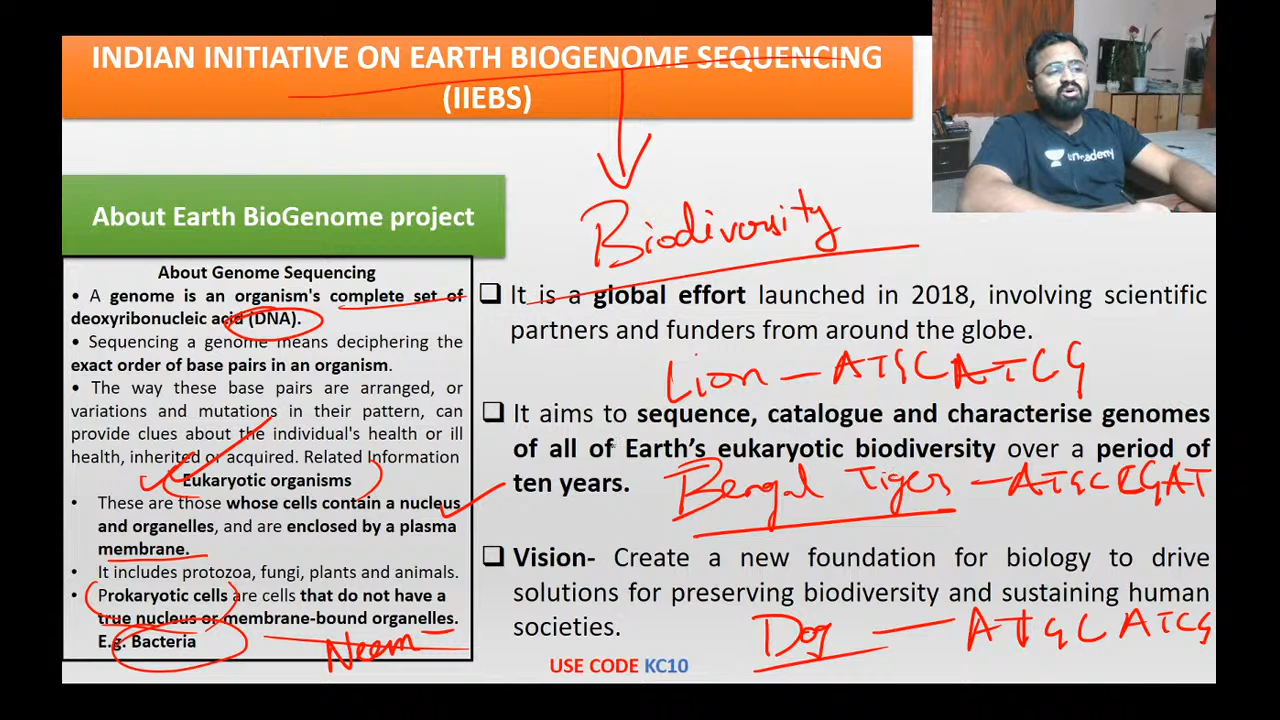 INDIAN INITIATIVE ON EARTH BIOGENOME SEQUENCING
(IIEBS)
unacademy
About Earth BioGenome project
Biodiversity
About Genome Sequencing
• A genome is an organism's complete set of
deoxyribonucleic acid (DNA).
• Sequencing a genome means deciphering the
exact order of base pairs in an organism.
• The way these base pairs are arranged, or
variations and mutations in their pattern, can
provide clues about the individual's health or ill
health, inherited or acquired. Related Information
Eukaryotic organisms
• These are those whose cells contain a nucleus
and organelles, and are enclosed by a plasma
membrane.
• It includes protozoa, fungi, plants and animals.
• Prokaryotic cells are cells that do not have a
true nucleus or membrane-bound organelles.
E.g. Bacteria
Neem
❑ It is a global effort launched in 2018, involving scientific
partners and funders from around the globe.
Lion – ATGCATCG
❑ It aims to sequence, catalogue and characterise genomes
of all of Earth's eukaryotic biodiversity over a period of
ten years.
Bengal Tiger –
❑ Vision- Create a new foundation for biology to drive
solutions for preserving biodiversity and sustaining human
societies.
Dog – ATGCATCG
USE CODE KC10